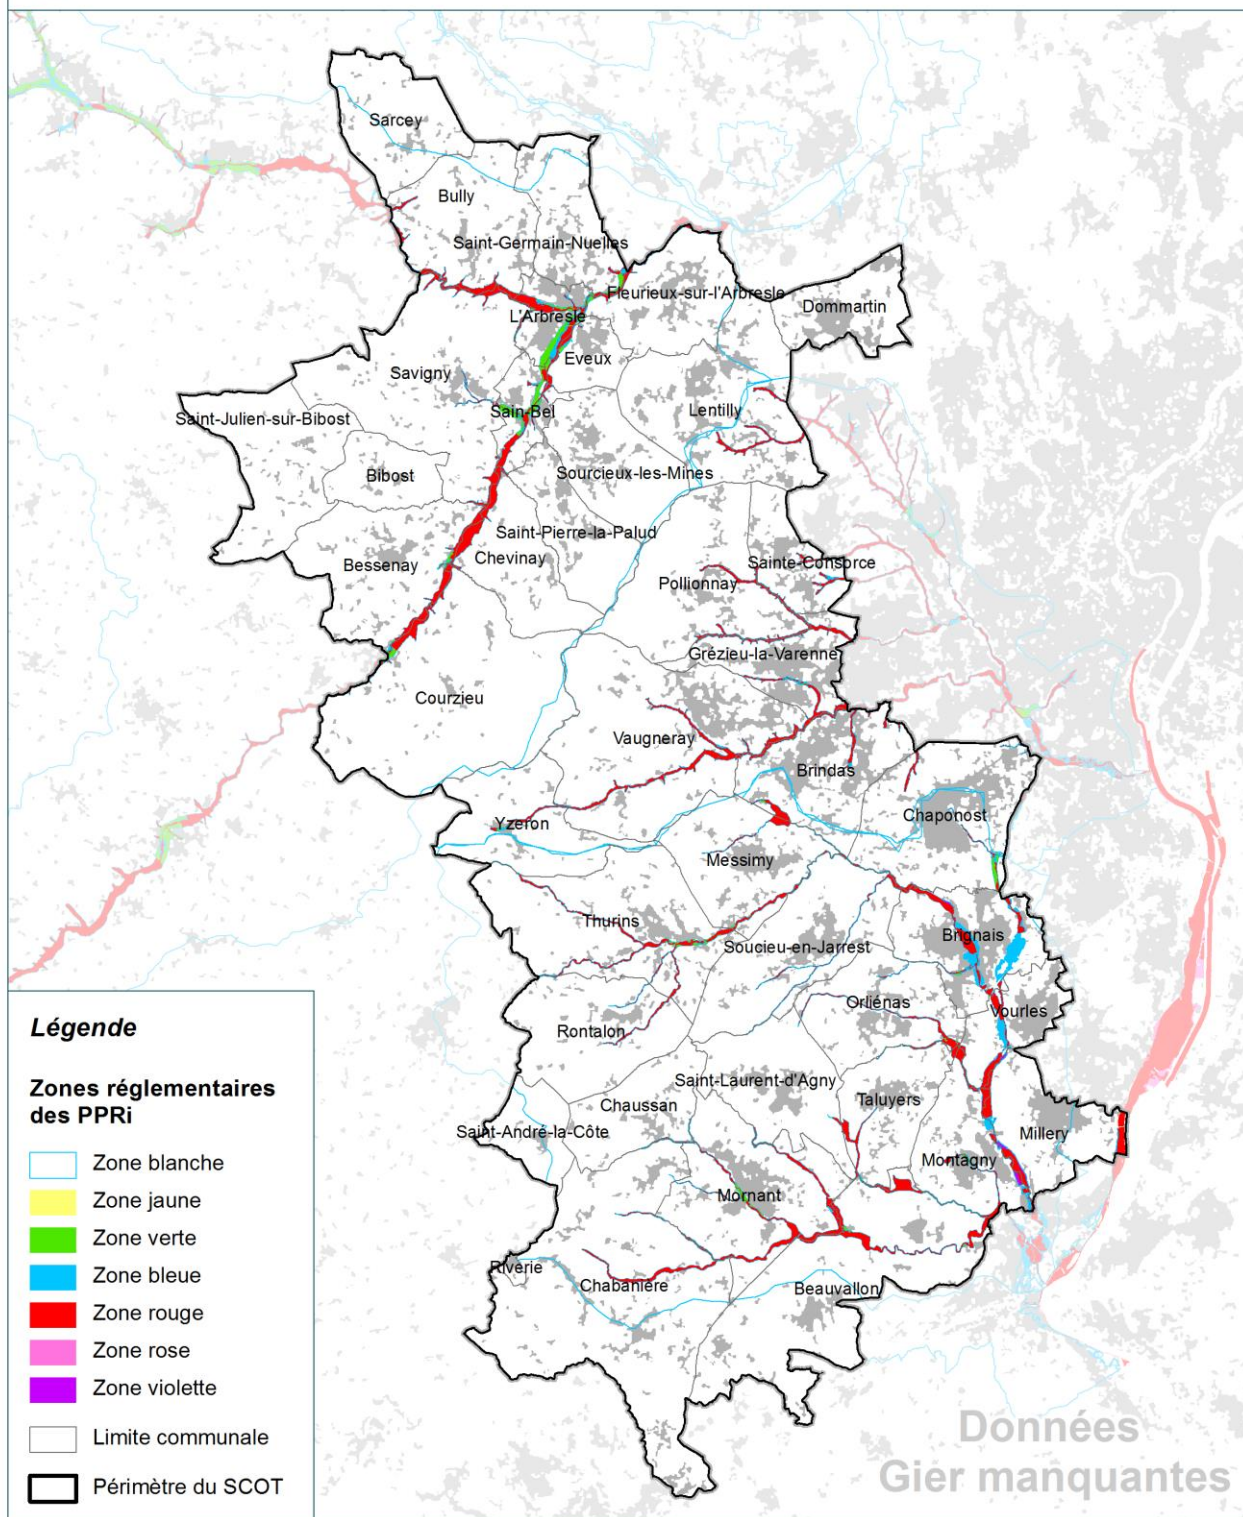 Sarcey
Bully
Saint-Germain-Nuelles
Fleurieux-sur-l'Arbresle
Dommartin
L'Arbresle
Eveux
Savigny
Sain-Bel
Lentilly
Saint-Julien-sur-Bibost
Bibost
Sourcieux-les-Mines
Saint-Pierre-la-Palud
Bessenay
Chevinay
Sainte-Consorce
Pollionnay
Grézieu-la-Varenne
Courzieu
Vaugneray
Brindas
Chaponost
Yzeron
Messimy
Thurins
Soucieu-en-Jarrest
Brignais
Orliénas
Vourles
Rontalon
Saint-Laurent-d'Agny
Chaussan
Taluyers
Saint-André-la-Côte
Millery
Montagny
Mornant
Riverie
Chabanière
Beauvallon
Légende
Zones réglementaires
des PPRi
Zone blanche
Zone jaune
Zone verte
Zone bleue
Zone rouge
Zone rose
Zone violette
Limite communale
Périmètre du SCOT
Données
Gier manquantes